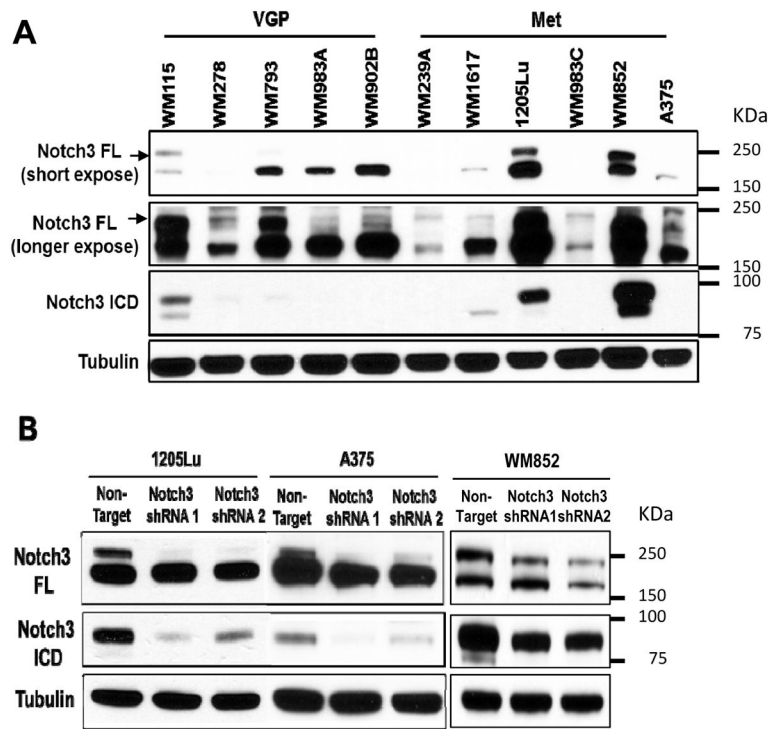 A
VGP Met
WM115 WM278 WM793 WM983A WM902B WM239A WM1617 1205Lu WM983C WM852 A375
KDa
Notch3 FL
(short expose)
250
150
Notch3 FL
(longer expose)
250
150
Notch3 ICD
100
75
Tubulin
B
1205Lu A375 WM852
Non-Target Notch3 shRNA 1 Notch3 shRNA 2 Non-Target Notch3 shRNA 1 Notch3 shRNA 2 Non-Target Notch3 shRNA1 Notch3 shRNA2
KDa
Notch3
FL
250
150
Notch3
ICD
100
75
Tubulin